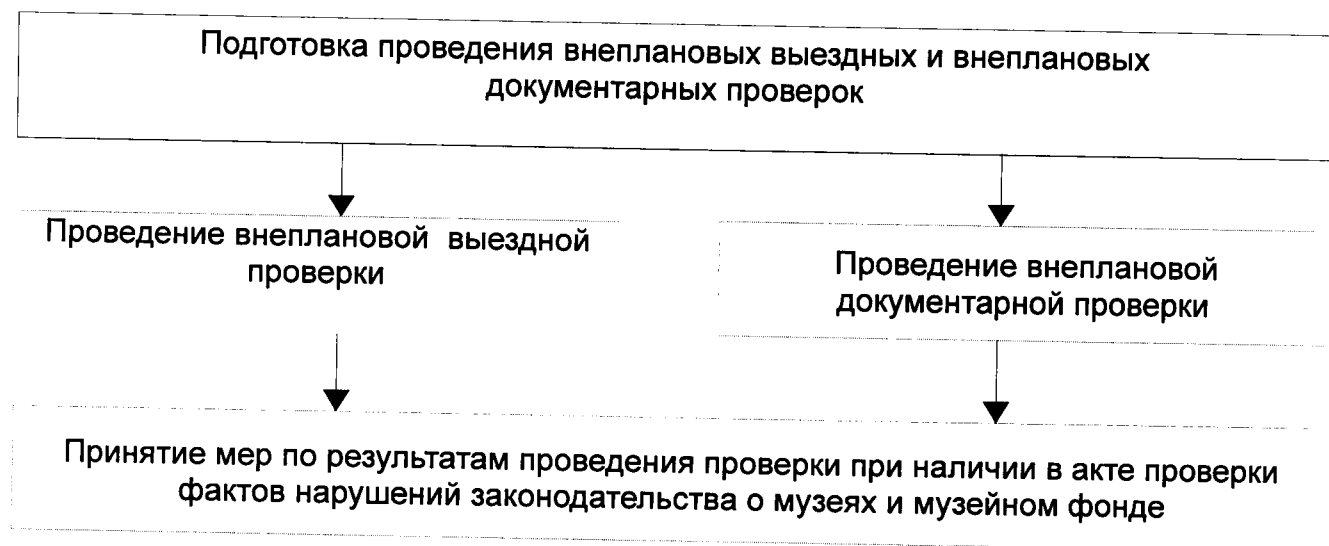 Подготовка проведения внеплановых выездных и внеплановых
документарных проверок
Проведение внеплановой выездной
проверки
Проведение внеплановой
документарной проверки
Принятие мер по результатам проведения проверки при наличии в акте проверки
фактов нарушений законодательства о музеях и музейном фонде